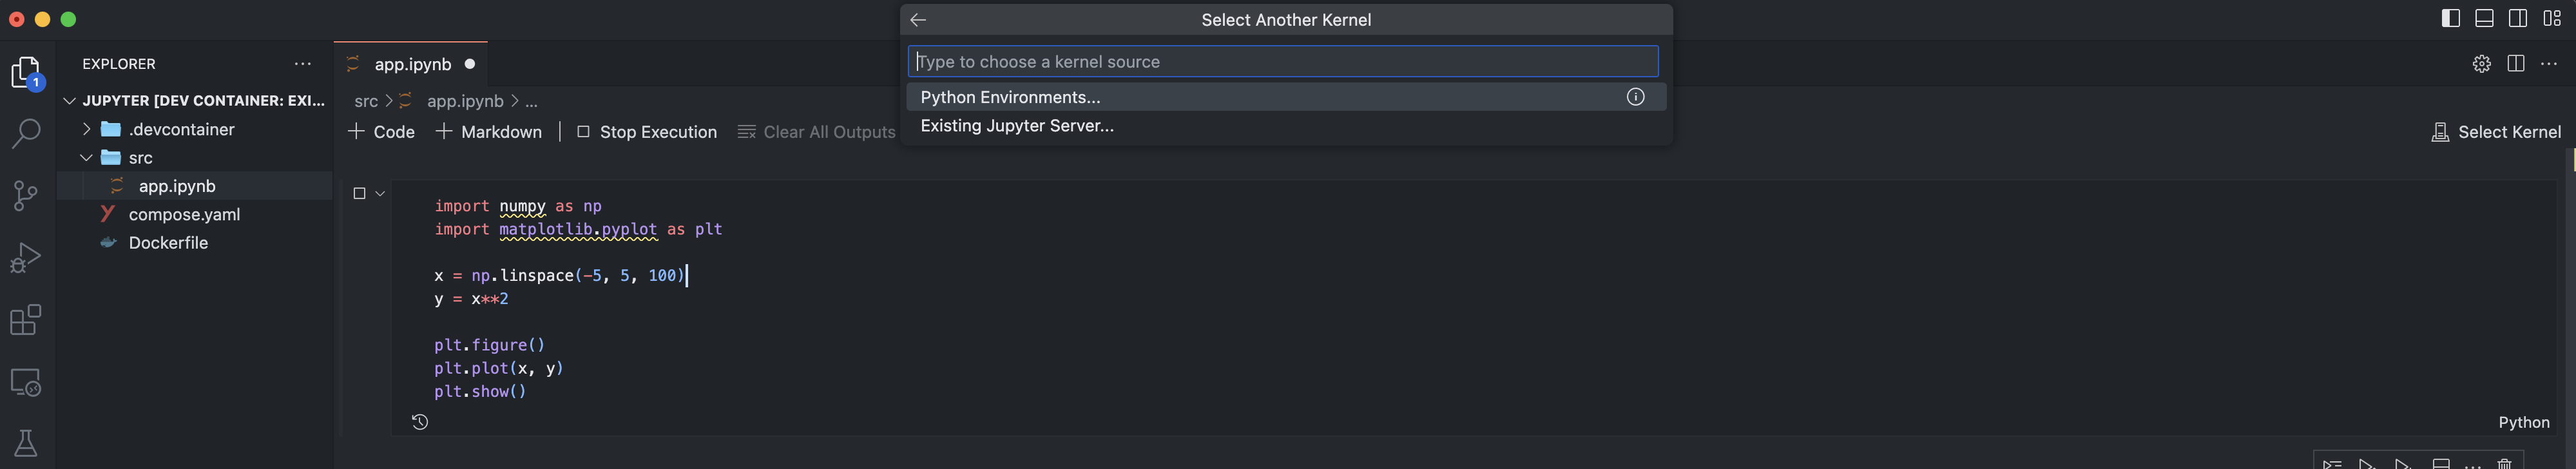 Select Another Kernel
Type to choose a kernel source
Python Environments...
Existing Jupyter Server...
1
EXPLORER
JUPYTER [DEV CONTAINER: EXI...
.devcontainer
src
app.ipynb
compose.yaml
Dockerfile
app.ipynb
src > app.ipynb > ...
+ Code + Markdown Stop Execution Clear All Outputs
Select Kernel
import numpy as np
import matplotlib.pyplot as plt
x = np.linspace(-5, 5, 100)
y = x**2
plt.figure()
plt.plot(x, y)
plt.show()
Python